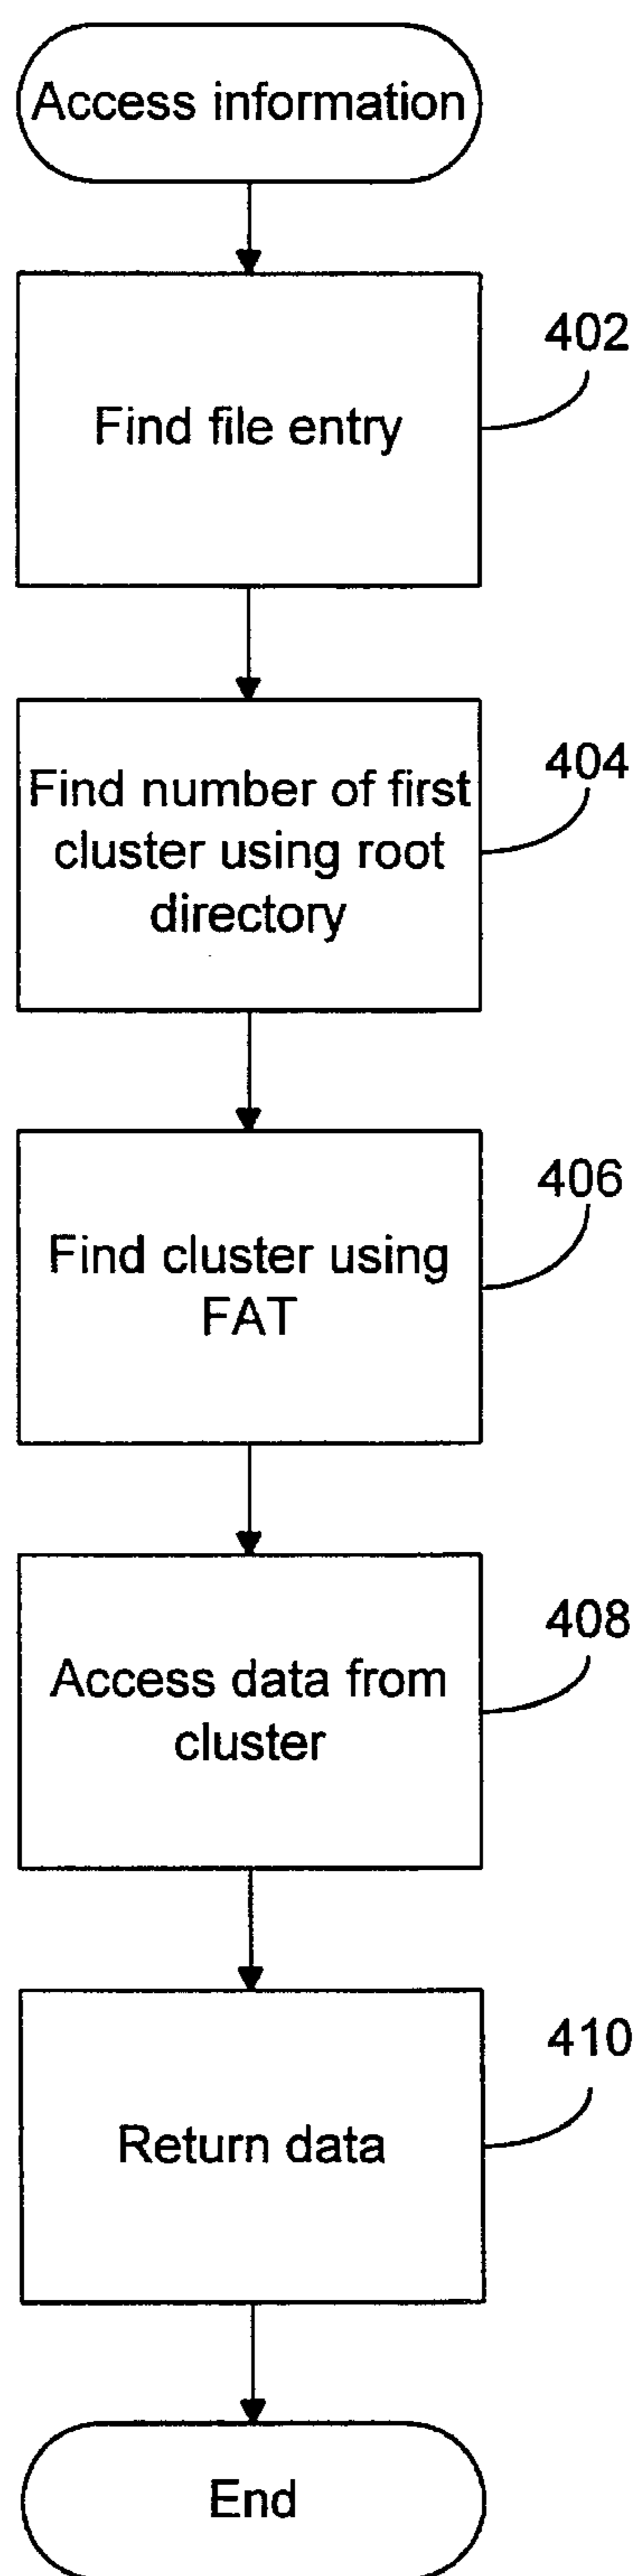 Access information
402
Find file entry
404
Find number of first
cluster using root
directory
406
Find cluster using
FAT
408
Access data from
cluster
410
Return data
End